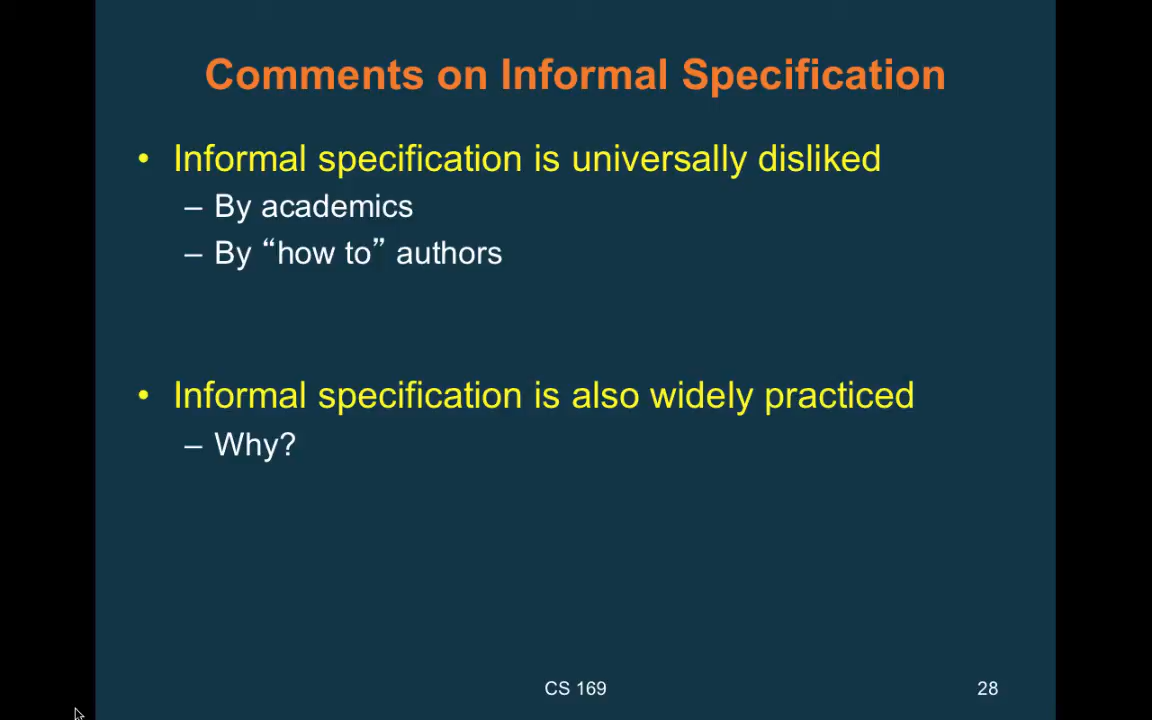 Comments on Informal Specification
• Informal specification is universally disliked
– By academics
– By “how to” authors
• Informal specification is also widely practiced
– Why?
CS 169
28